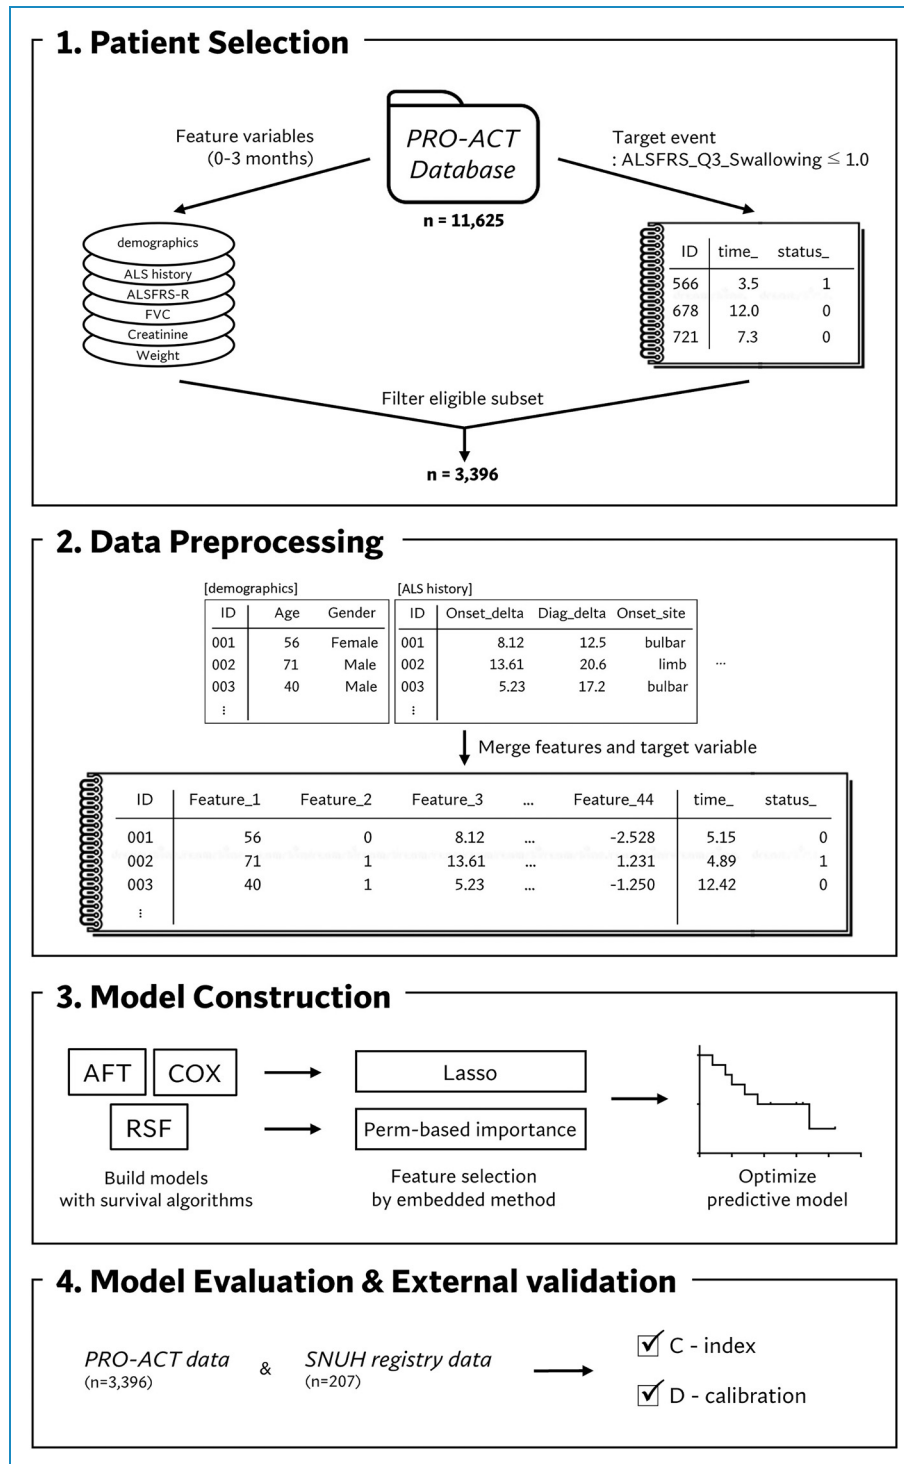 1. Patient Selection
Feature variables
(0-3 months)
PRO-ACT
Database
n = 11,625
Target event
: ALSFRS_Q3_Swallowing ≤ 1.0
demographics
ALS history
ALSFRS-R
FVC
Creatinine
Weight
ID time_ status_
566 3.5 1
678 12.0 0
721 7.3 0
Filter eligible subset
n = 3,396
2. Data Preprocessing
[demographics]
ID Age Gender
001 56 Female
002 71 Male
003 40 Male
⋮
[ALS history]
ID Onset_delta Diag_delta Onset_site
001 8.12 12.5 bulbar
002 13.61 20.6 limb
003 5.23 17.2 bulbar
⋮
...
Merge features and target variable
ID Feature_1 Feature_2 Feature_3 ... Feature_44 time_ status_
001 56 0 8.12 ... -2.528 5.15 0
002 71 1 13.61 ... 1.231 4.89 1
003 40 1 5.23 ... -1.250 12.42 0
⋮
3. Model Construction
AFT COX
RSF
Build models
with survival algorithms
Lasso
Perm-based importance
Feature selection
by embedded method
Optimize
predictive model
4. Model Evaluation & External validation
PRO-ACT data
(n=3,396)
&
SNUH registry data
(n=207)
C - index
D - calibration